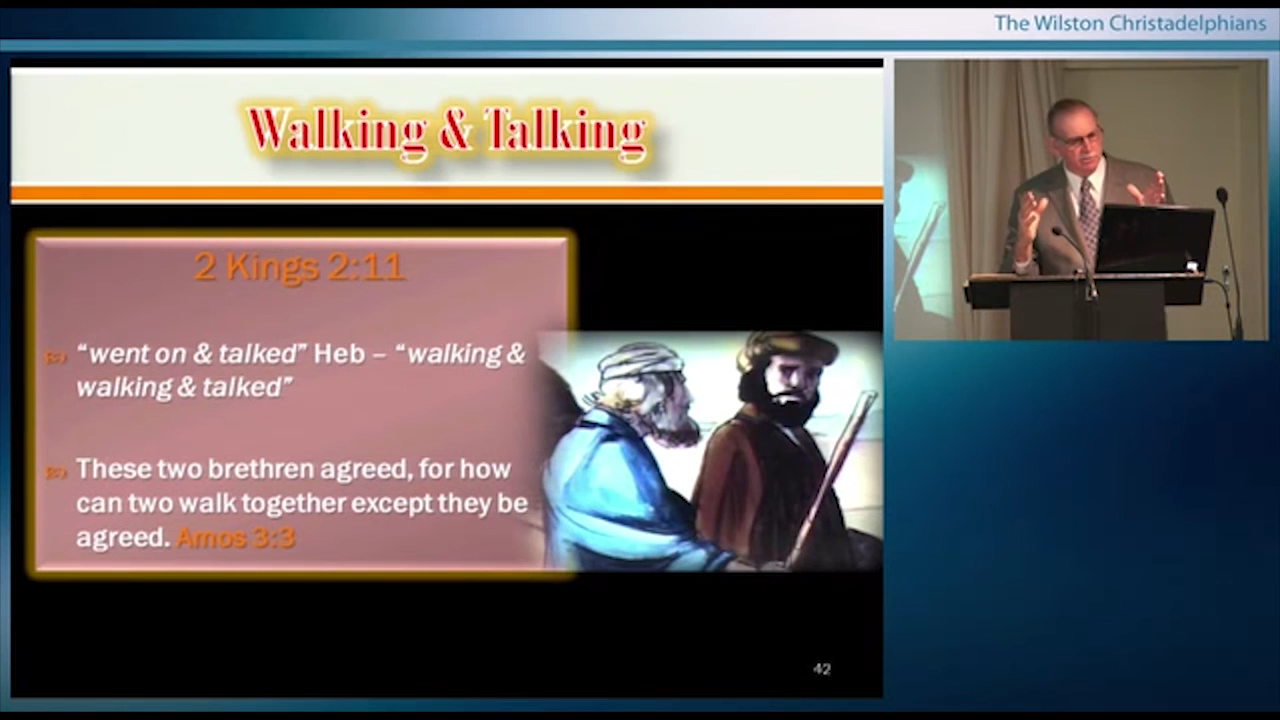 The Wilston Christadelphians
Walking & Talking
2 Kings 2:11
“went on & talked” Heb – “walking &
walking & talked”
These two brethren agreed, for how
can two walk together except they be
agreed. Amos 3:3
42